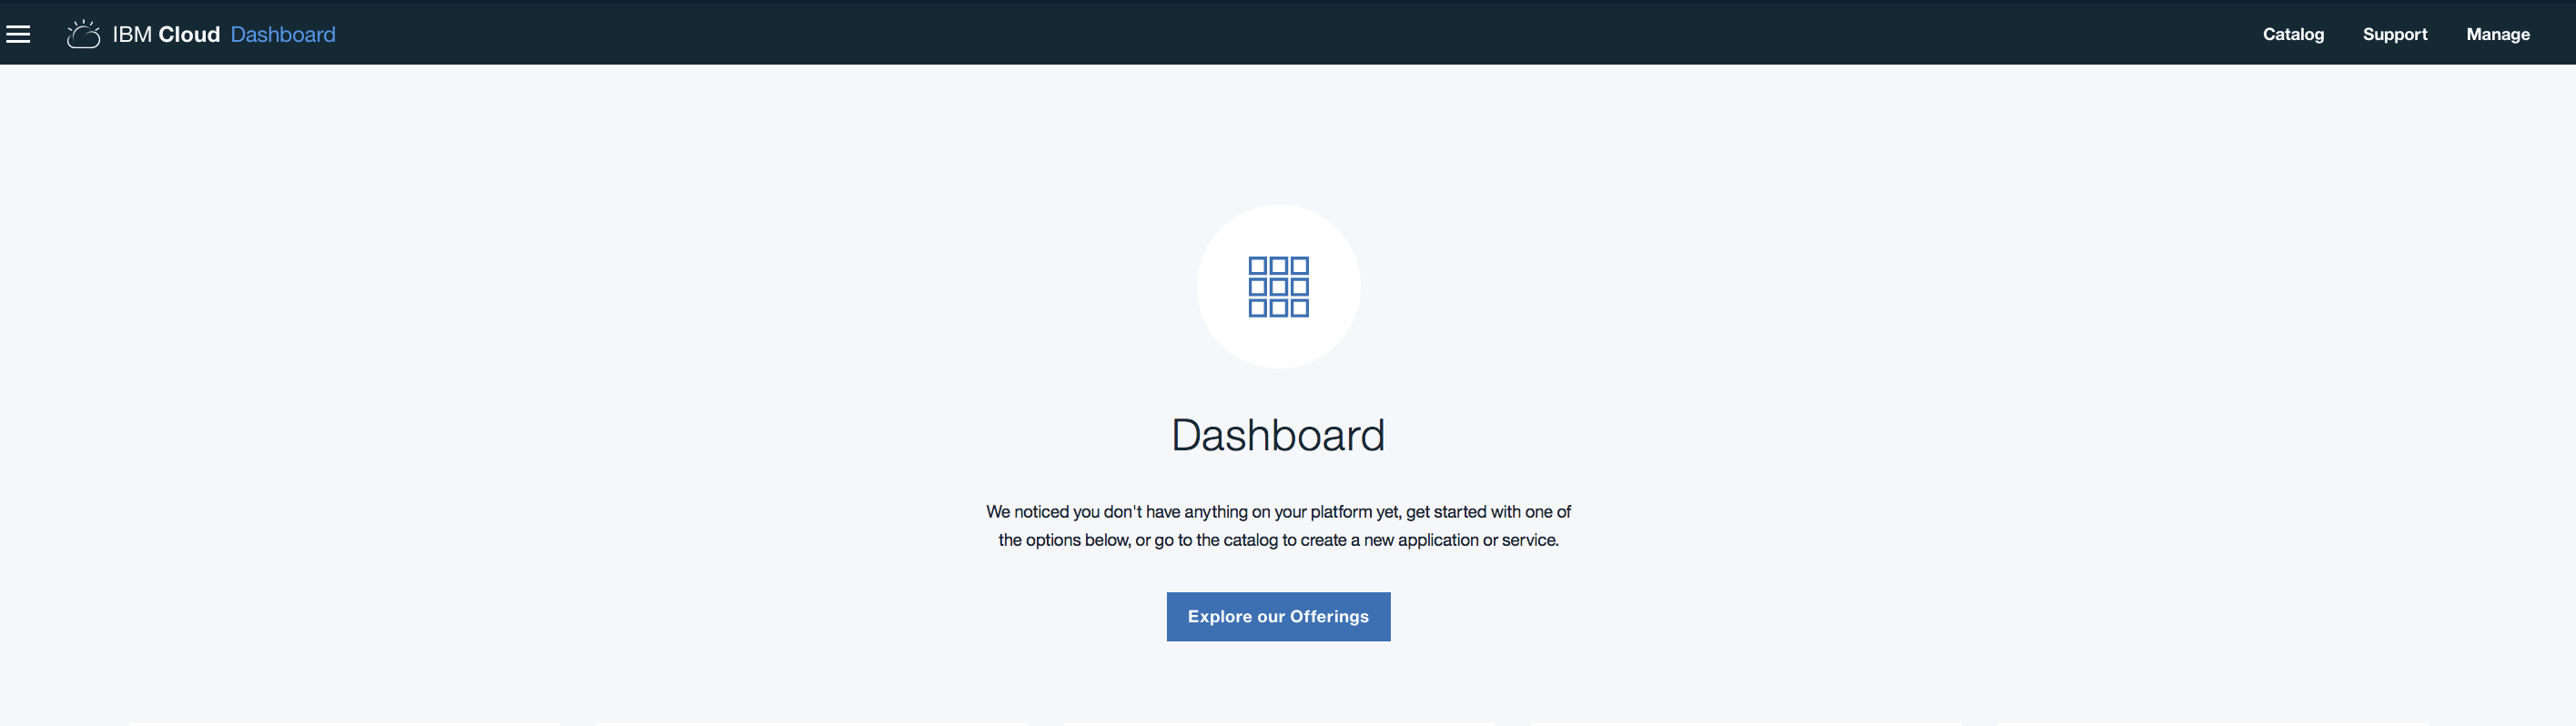 IBM Cloud Dashboard
Catalog Support Manage
Dashboard
We noticed you don't have anything on your platform yet, get started with one of
the options below, or go to the catalog to create a new application or service.
Explore our Offerings